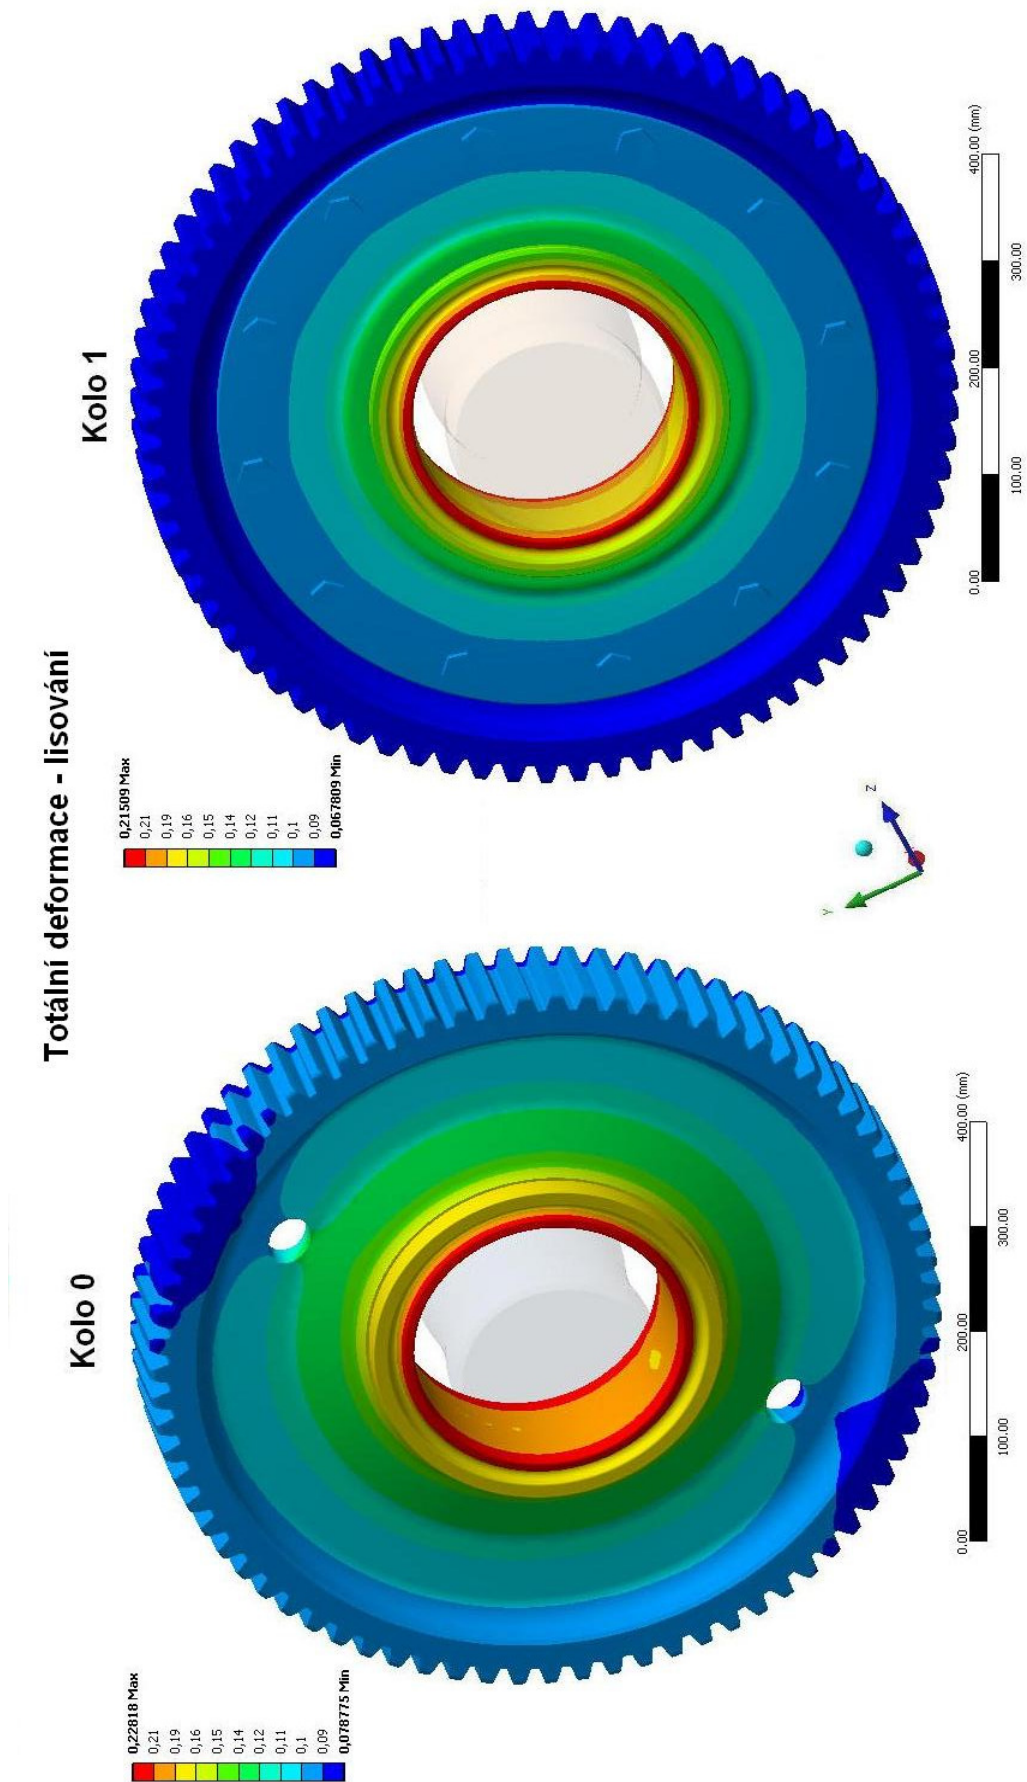 Totální deformace - lisování
Kolo 0
0,22818 Max
0,21
0,19
0,16
0,15
0,14
0,12
0,11
0,1
0,09
0,078775 Min
0.00
100.00
200.00
300.00
400.00 (mm)
Kolo 1
0,21509 Max
0,21
0,19
0,16
0,15
0,14
0,12
0,11
0,1
0,09
0,067809 Min
0.00
100.00
200.00
300.00
400.00 (mm)
Y
Z